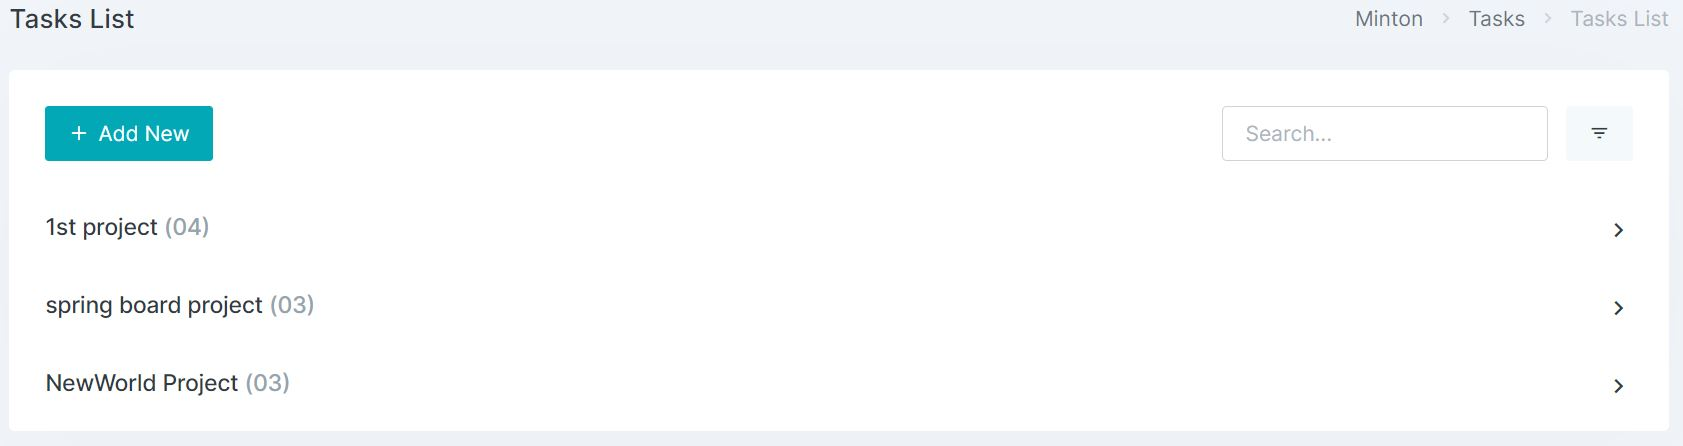 Tasks List
Minton > Tasks > Tasks List
+ Add New
Search...
1st project (04)
spring board project (03)
NewWorld Project (03)